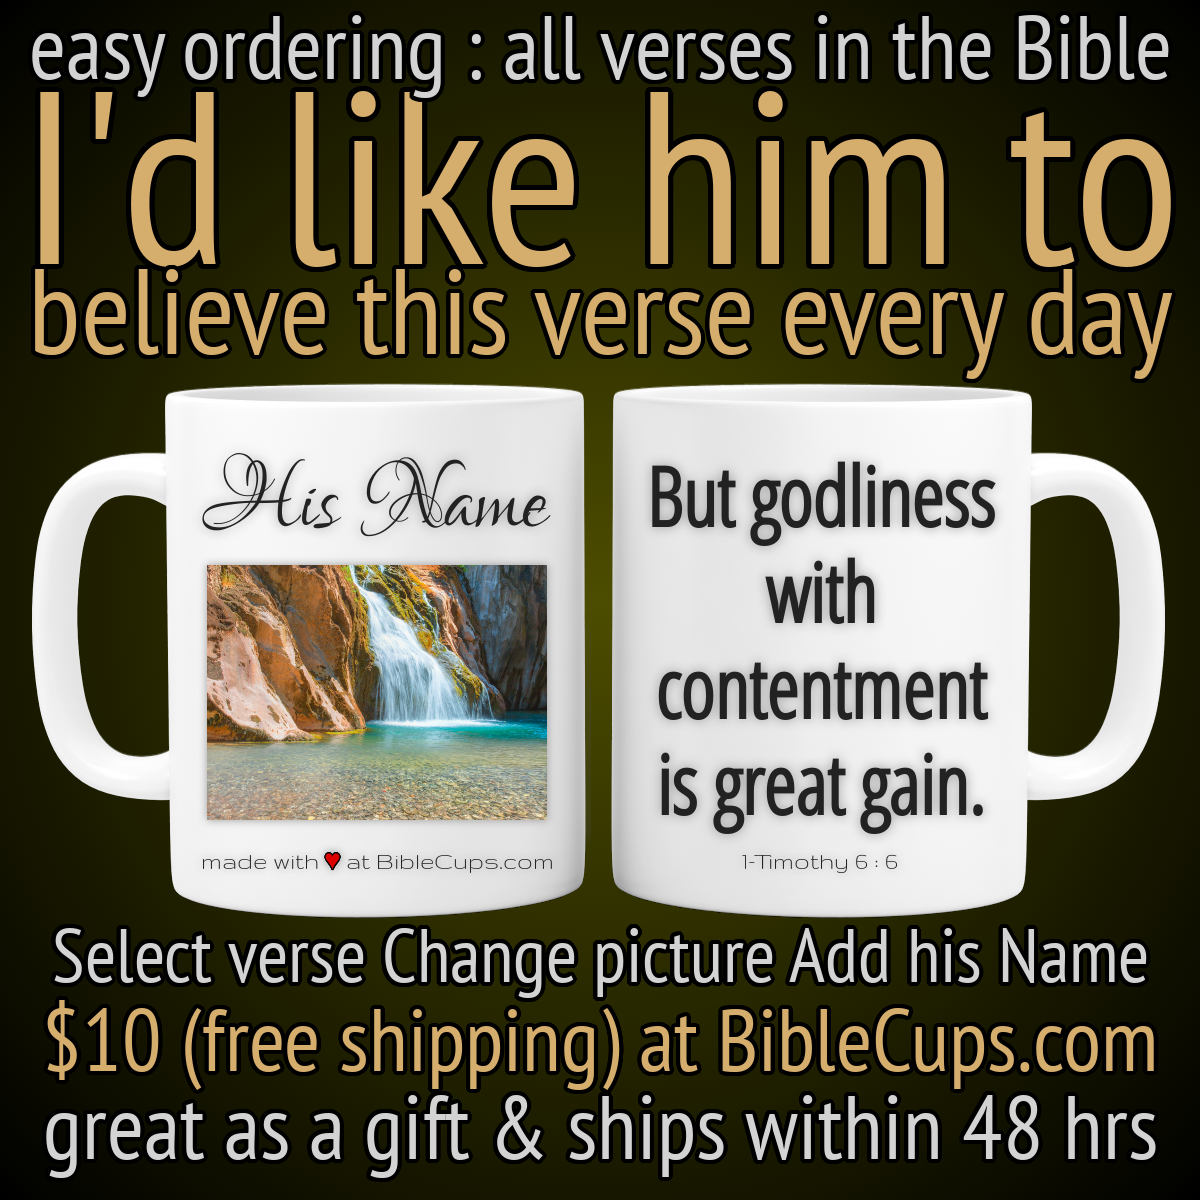 easy ordering : all verses in the Bible
I'd like him to
believe this verse every day
His Name
made with ❤ at BibleCups.com
But godliness
with
contentment
is great gain.
1-Timothy 6 : 6
Select verse Change picture Add his Name
$10 (free shipping) at BibleCups.com
great as a gift & ships within 48 hrs